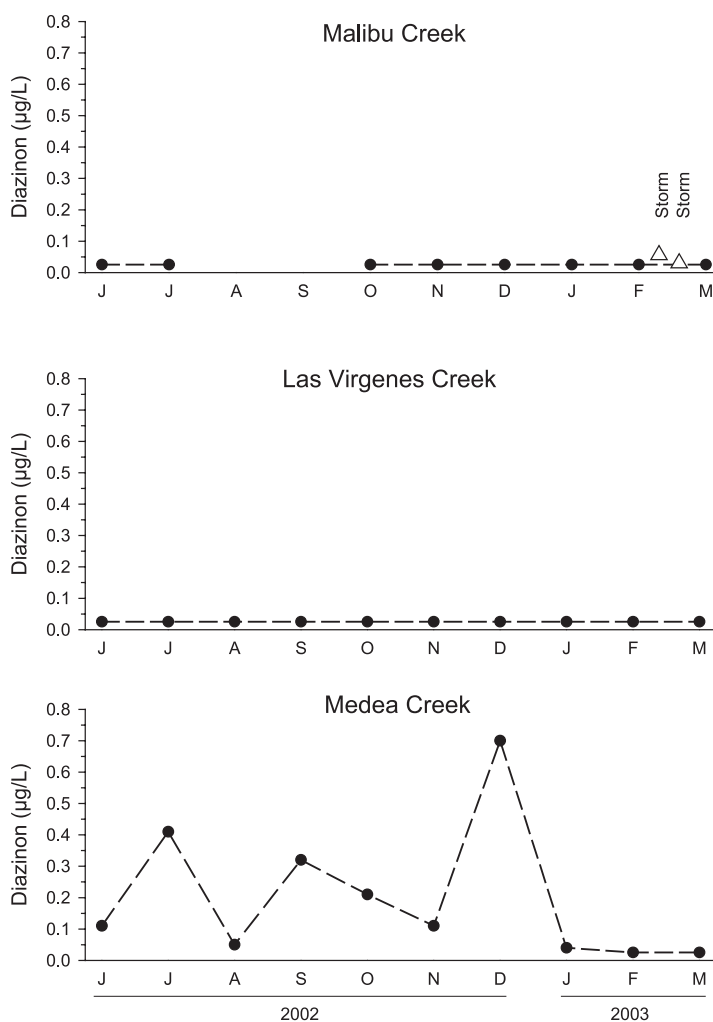 Malibu Creek
Diazinon (µg/L)
0.8
0.7
0.6
0.5
0.4
0.3
0.2
0.1
0.0
Storm
Storm
J J A S O N D J F M
Las Virgenes Creek
Diazinon (µg/L)
0.8
0.7
0.6
0.5
0.4
0.3
0.2
0.1
0.0
J J A S O N D J F M
Medea Creek
Diazinon (µg/L)
0.8
0.7
0.6
0.5
0.4
0.3
0.2
0.1
0.0
J J A S O N D J F M
2002 2003